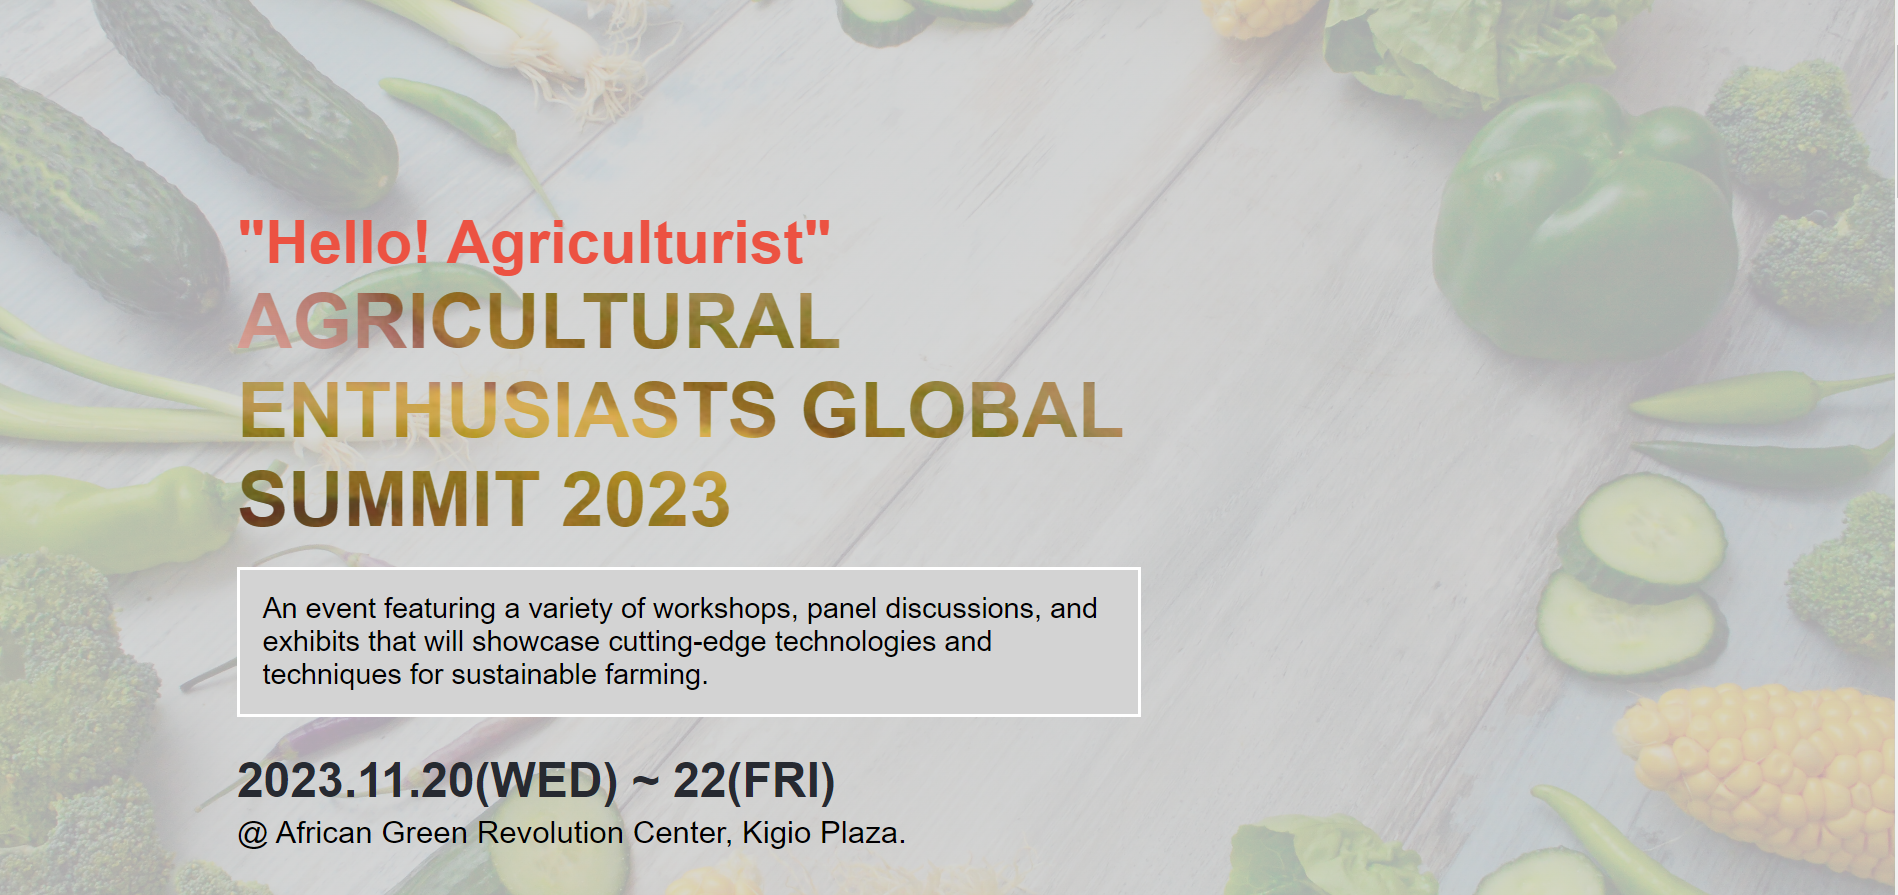 "Hello! Agriculturist"
AGRICULTURAL
ENTHUSIASTS GLOBAL
SUMMIT 2023
An event featuring a variety of workshops, panel discussions, and
exhibits that will showcase cutting-edge technologies and
techniques for sustainable farming.
2023.11.20(WED) ~ 22(FRI)
@ African Green Revolution Center, Kigio Plaza.